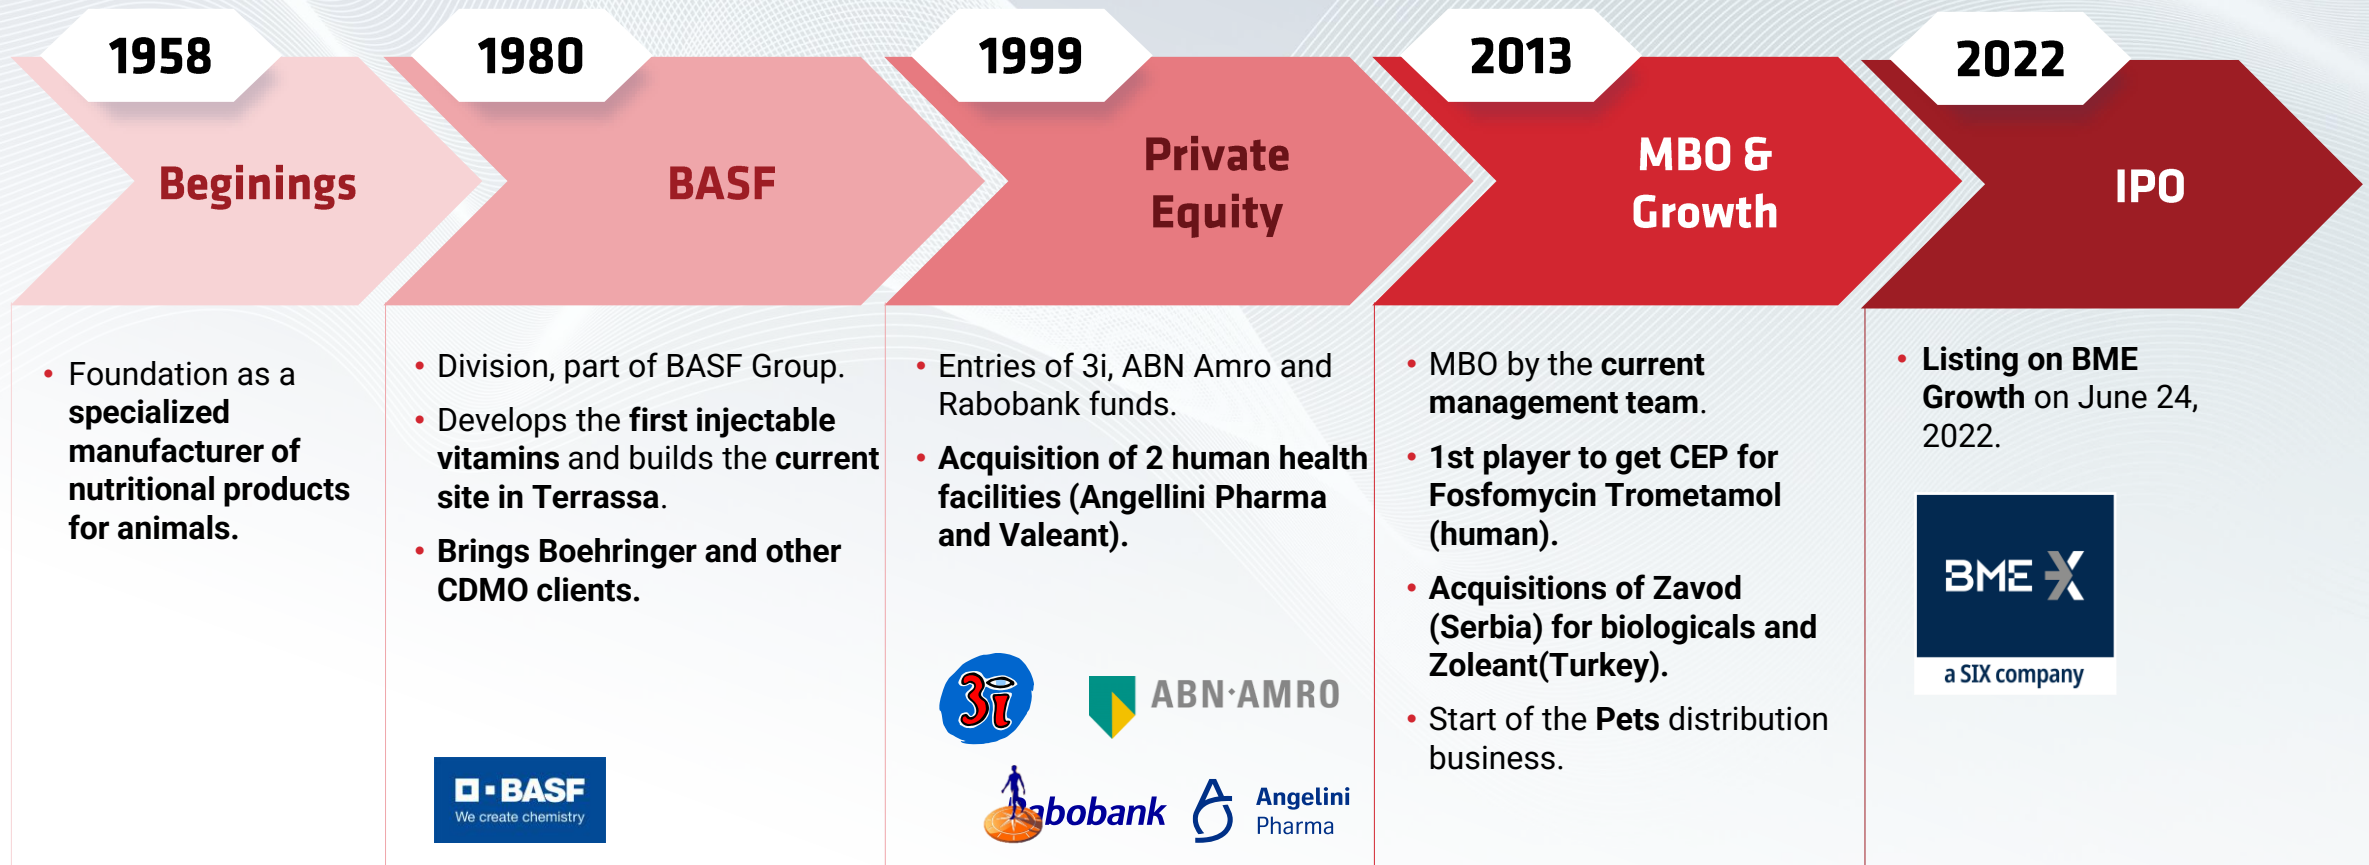 1958
Beginings
• Foundation as a
specialized
manufacturer of
nutritional products
for animals.
1980
BASF
• Division, part of BASF Group.
• Develops the first injectable
vitamins and builds the current
site in Terrassa.
• Brings Boehringer and other
CDMO clients.
BASF
We create chemistry
1999
Private
Equity
• Entries of 3i, ABN Amro and
Rabobank funds.
• Acquisition of 2 human health
facilities (Angellini Pharma
and Valeant).
3i
ABN·AMRO
Rabobank
Angelini
Pharma
2013
MBO &
Growth
• MBO by the current
management team.
• 1st player to get CEP for
Fosfomycin Trometamol
(human).
• Acquisitions of Zavod
(Serbia) for biologicals and
Zoleant(Turkey).
• Start of the Pets distribution
business.
2022
IPO
• Listing on BME
Growth on June 24,
2022.
BME
a SIX company